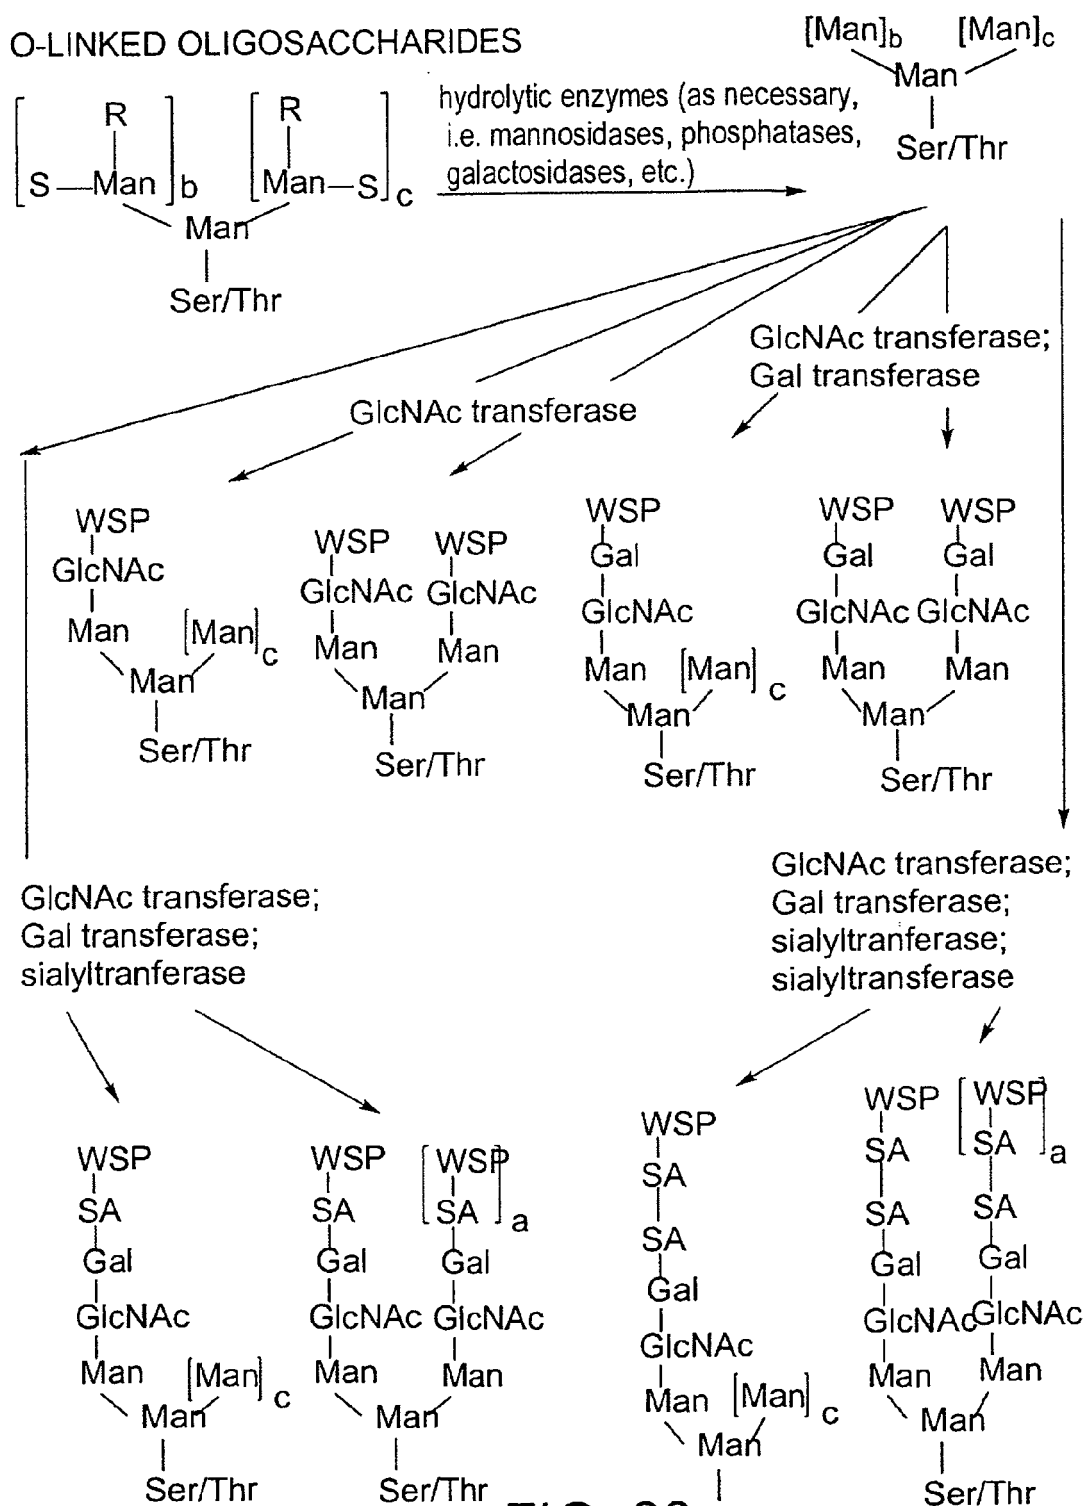 O-LINKED OLIGOSACCHARIDES
[Man]b [Man]c
Man
Ser/Thr
R R
[S—Man]b [Man—S]c
Man
Ser/Thr
hydrolytic enzymes (as necessary,
i.e. mannosidases, phosphatases,
galactosidases, etc.)
GlcNAc transferase;
Gal transferase
GlcNAc transferase
WSP
GlcNAc
Man [Man]c
Man
Ser/Thr
WSP WSP
GlcNAc GlcNAc
Man Man
Man
Ser/Thr
WSP
Gal
GlcNAc
Man [Man]c
Man
Ser/Thr
WSP WSP
Gal Gal
GlcNAc GlcNAc
Man Man
Man
Ser/Thr
GlcNAc transferase;
Gal transferase;
sialyltranferase
GlcNAc transferase;
Gal transferase;
sialyltranferase;
sialyltransferase
WSP
SA
Gal
GlcNAc
Man [Man]c
Man
Ser/Thr
WSP [WSP
SA SA]a
Gal Gal
GlcNAc GlcNAc
Man Man
Man
Ser/Thr
WSP
SA
SA
Gal
GlcNAc
Man [Man]c
Man
WSP [WSP
SA SA]a
SA SA
Gal Gal
GlcNAc GlcNAc
Man Man
Man
Ser/Thr